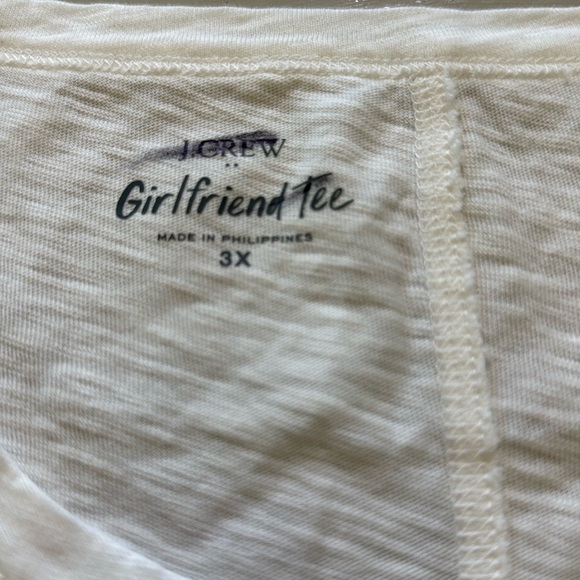 J.CREW
Girlfriend Tee
MADE IN PHILIPPINES
3X